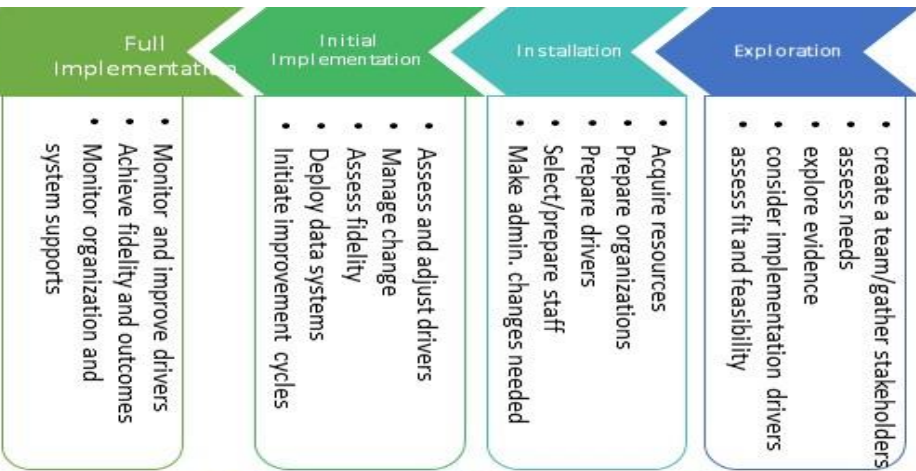 Exploration
• create a team/gather stakeholders
• assess needs
• explore evidence
• consider implementation drivers
• assess fit and feasibility
Installation
• Acquire resources
• Prepare organizations
• Prepare drivers
• Select/prepare staff
• Make admin. changes needed
Initial
Implementation
• Assess and adjust drivers
• Manage change
• Assess fidelity
• Deploy data systems
• Initiate improvement cycles
Full
Implementation
• Monitor and improve drivers
• Achieve fidelity and outcomes
• Monitor organization and
system supports